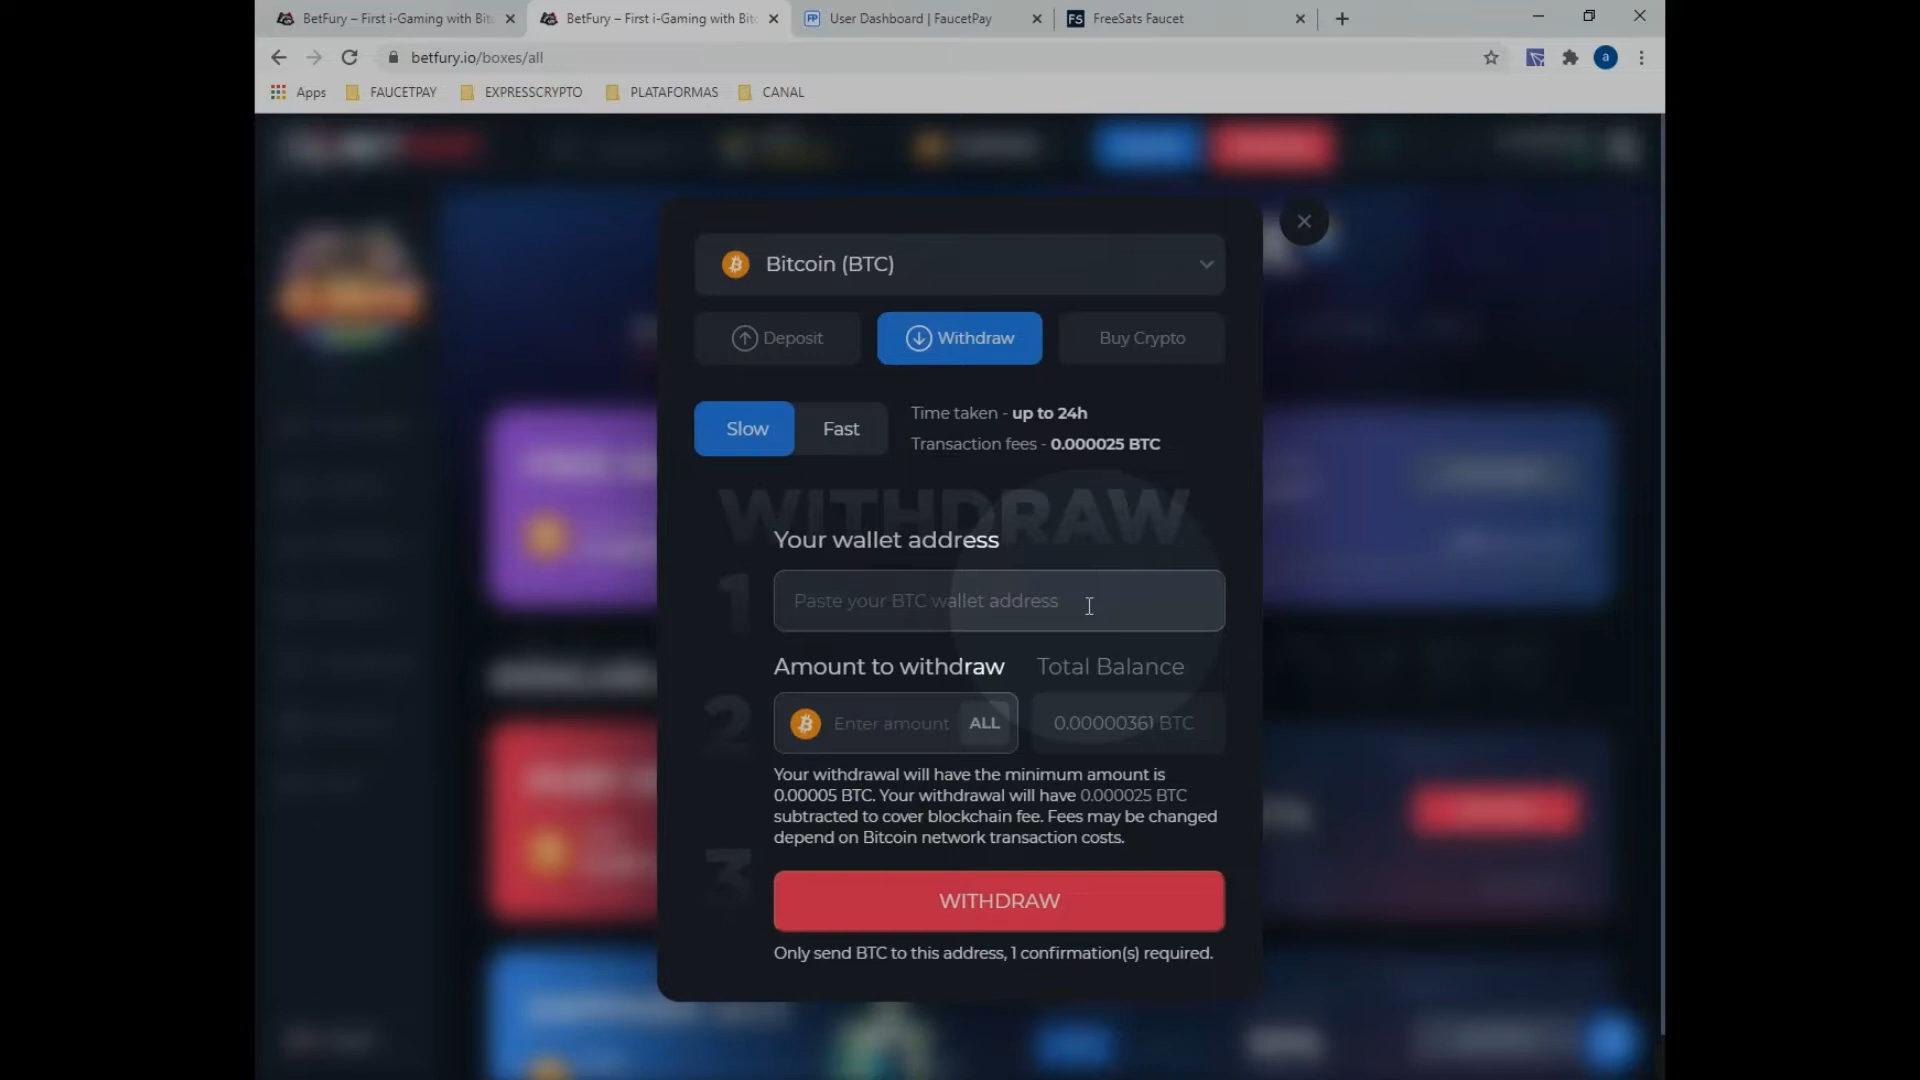 BetFury – First i-Gaming with Bit
BetFury – First i-Gaming with Bitc
User Dashboard | FaucetPay
FreeSats Faucet
betfury.io/boxes/all
a
Apps
FAUCETPAY
EXPRESSCRYPTO
PLATAFORMAS
CANAL
Bitcoin (BTC)
Deposit
Withdraw
Buy Crypto
Slow
Fast
Time taken - up to 24h
Transaction fees - 0.000025 BTC
WITHDRAW
Your wallet address
1
Paste your BTC wallet address
Amount to withdraw
Total Balance
2
Enter amount
ALL
0.00000361 BTC
Your withdrawal will have the minimum amount is
0.00005 BTC. Your withdrawal will have 0.000025 BTC
subtracted to cover blockchain fee. Fees may be changed
depend on Bitcoin network transaction costs.
3
WITHDRAW
Only send BTC to this address, 1 confirmation(s) required.